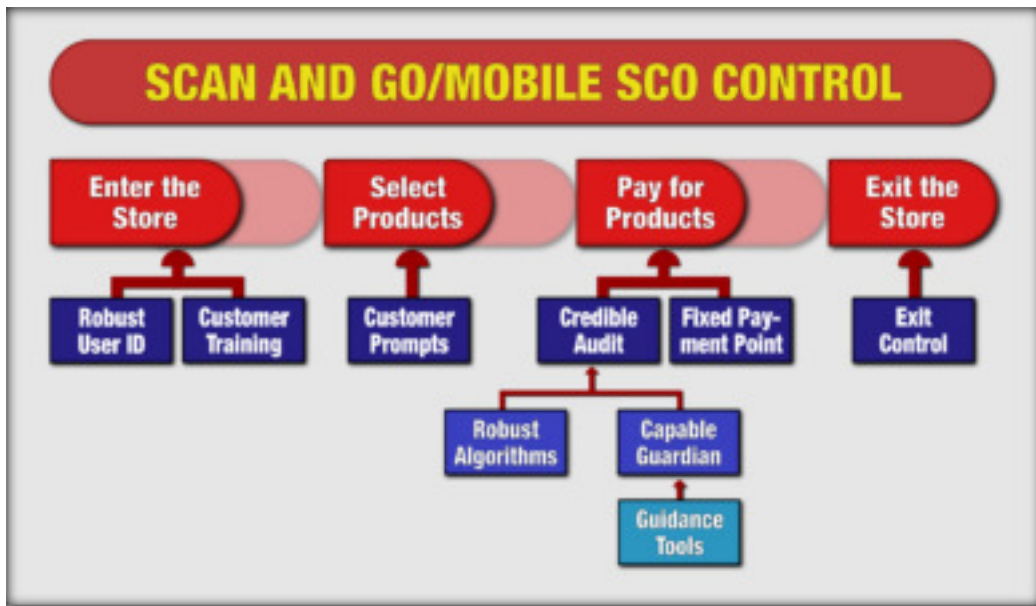 SCAN AND GO/MOBILE SCO CONTROL
Enter the
Store
Select
Products
Pay for
Products
Exit the
Store
Robust
User ID
Customer
Training
Customer
Prompts
Credible
Audit
Fixed Pay-
ment Point
Exit
Control
Robust
Algorithms
Capable
Guardian
Guidance
Tools